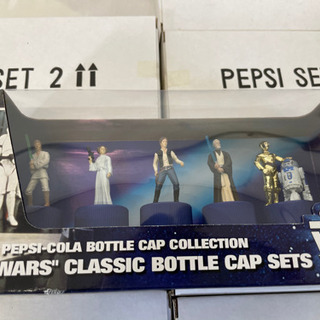 SET 2
PEPSI SE
PEPSI-COLA BOTTLE CAP COLLECTION
WARS" CLASSIC BOTTLE CAP SETS